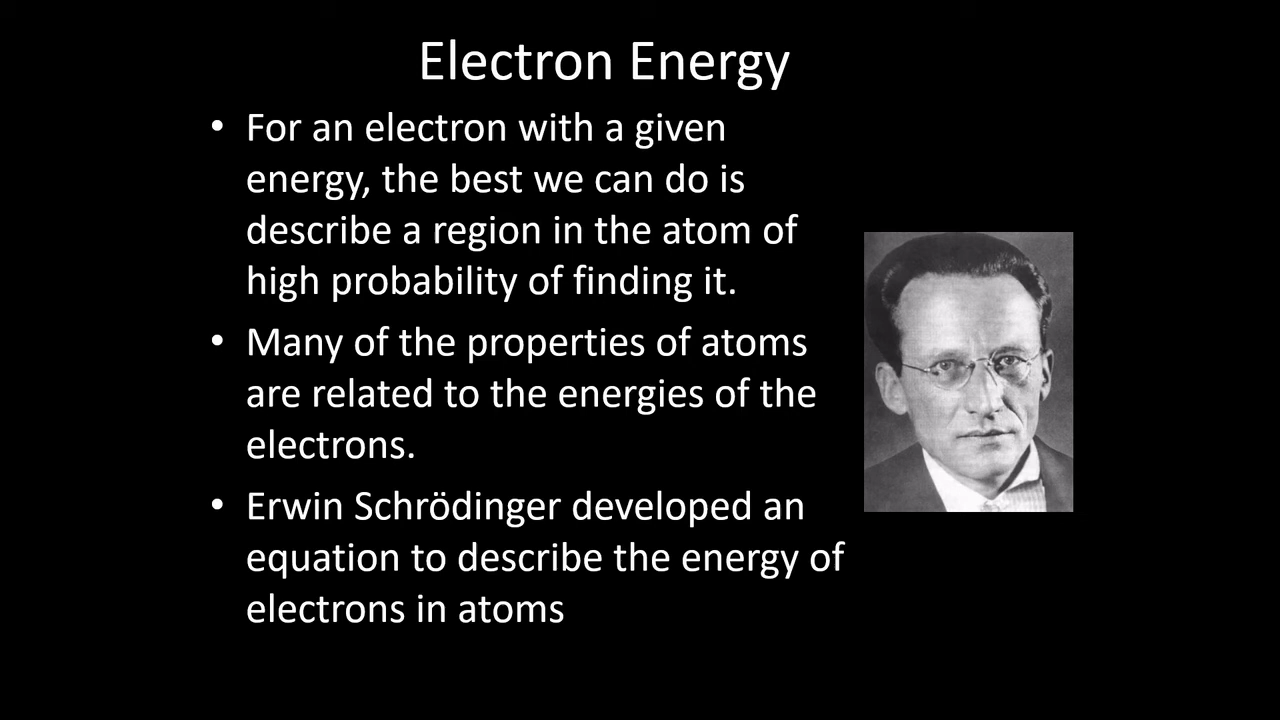 Electron Energy
• For an electron with a given
energy, the best we can do is
describe a region in the atom of
high probability of finding it.
• Many of the properties of atoms
are related to the energies of the
electrons.
• Erwin Schrödinger developed an
equation to describe the energy of
electrons in atoms